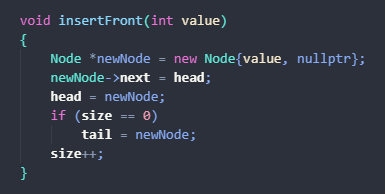 void insertFront(int value)
{
    Node *newNode = new Node{value, nullptr};
    newNode->next = head;
    head = newNode;
    if (size == 0)
        tail = newNode;
    size++;
}